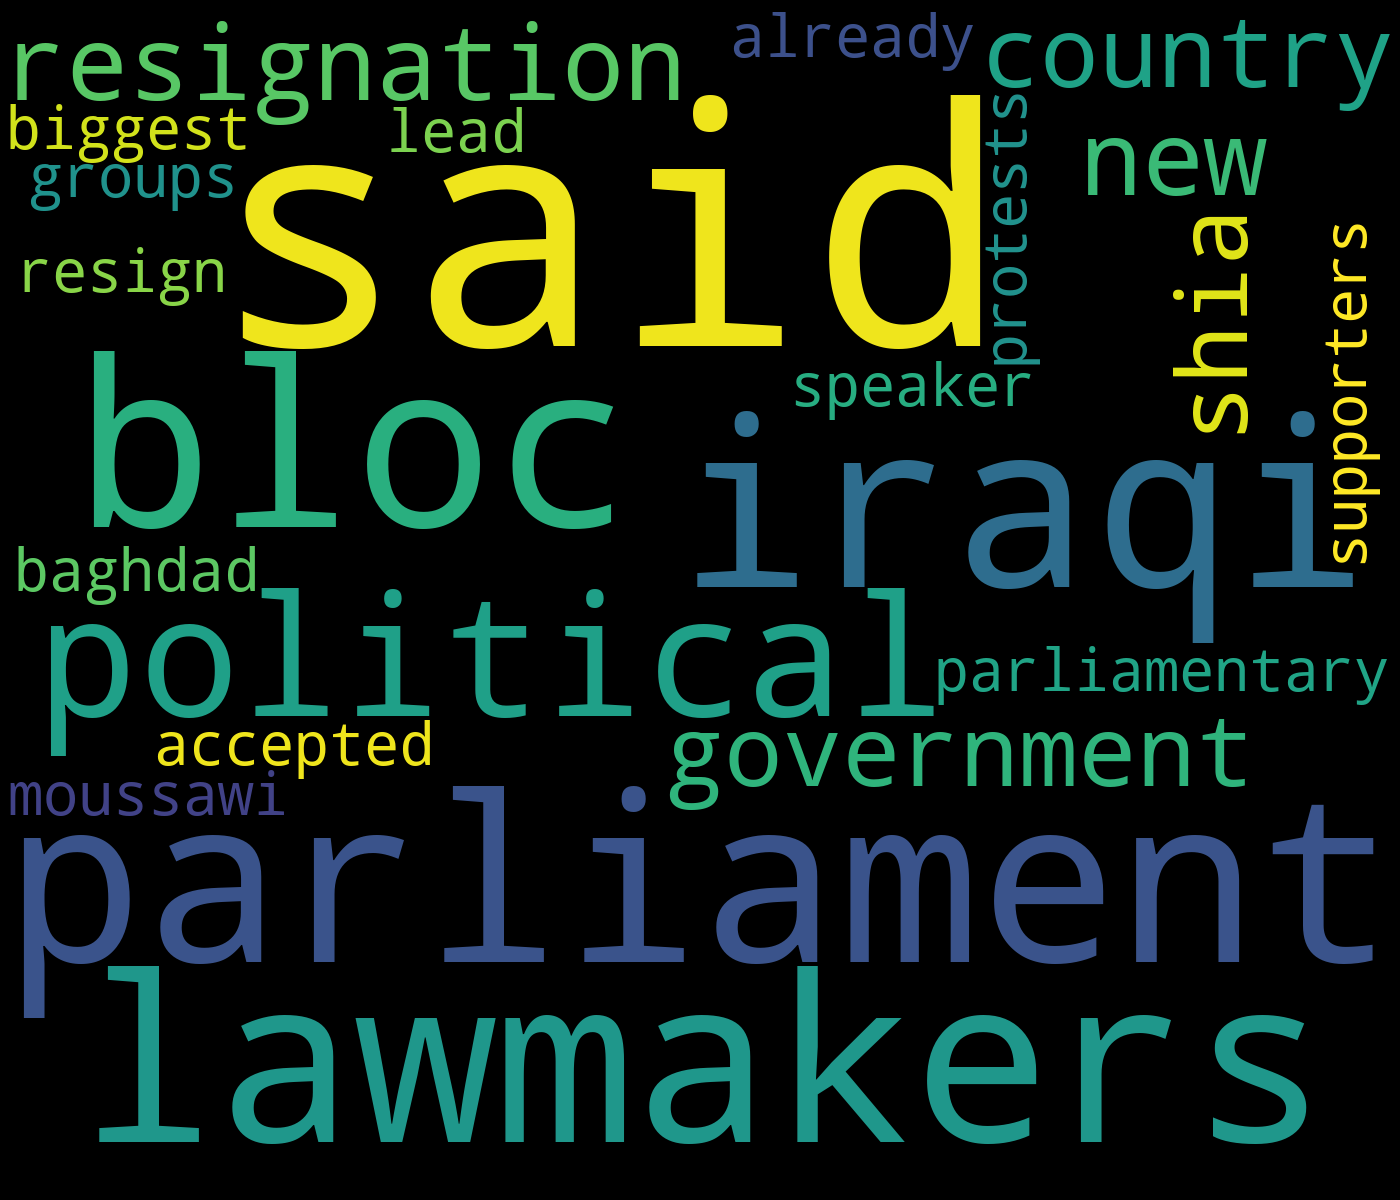 resignation
already
country
biggest
lead
groups
said
protests
new
resign
shia
supporters
bloc
speaker
iraqi
baghdad
political
parliamentary
accepted
government
moussawi
parliament
lawmakers